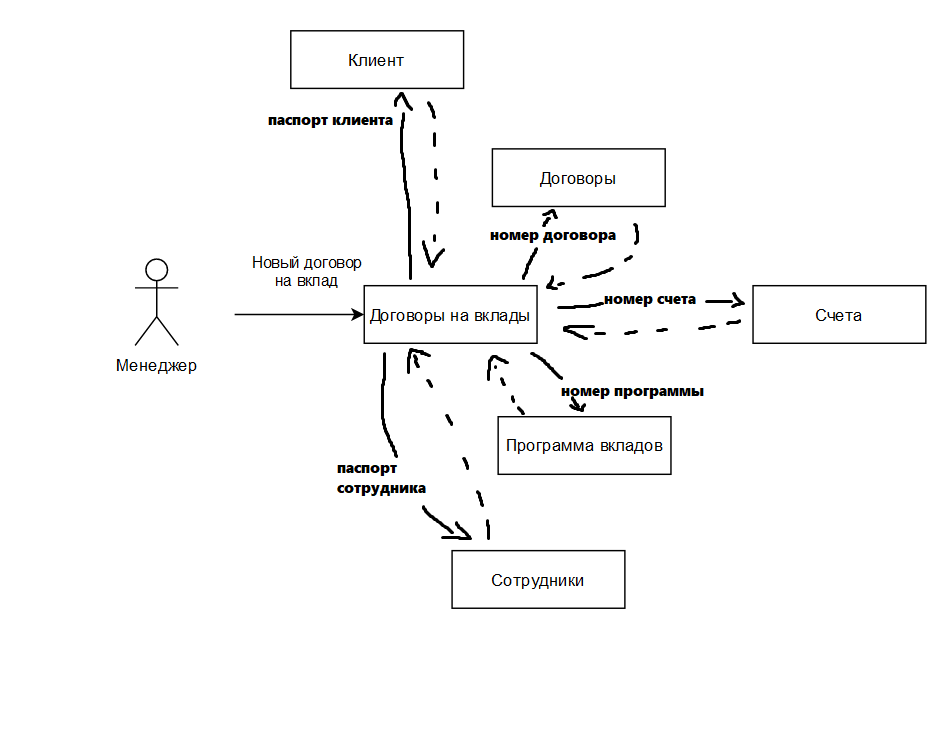 Клиент
паспорт клиента
Договоры
номер договора
Новый договор
на вклад
номер счета
Договоры на вклады
Счета
Менеджер
номер программы
Программа вкладов
паспорт
сотрудника
Сотрудники